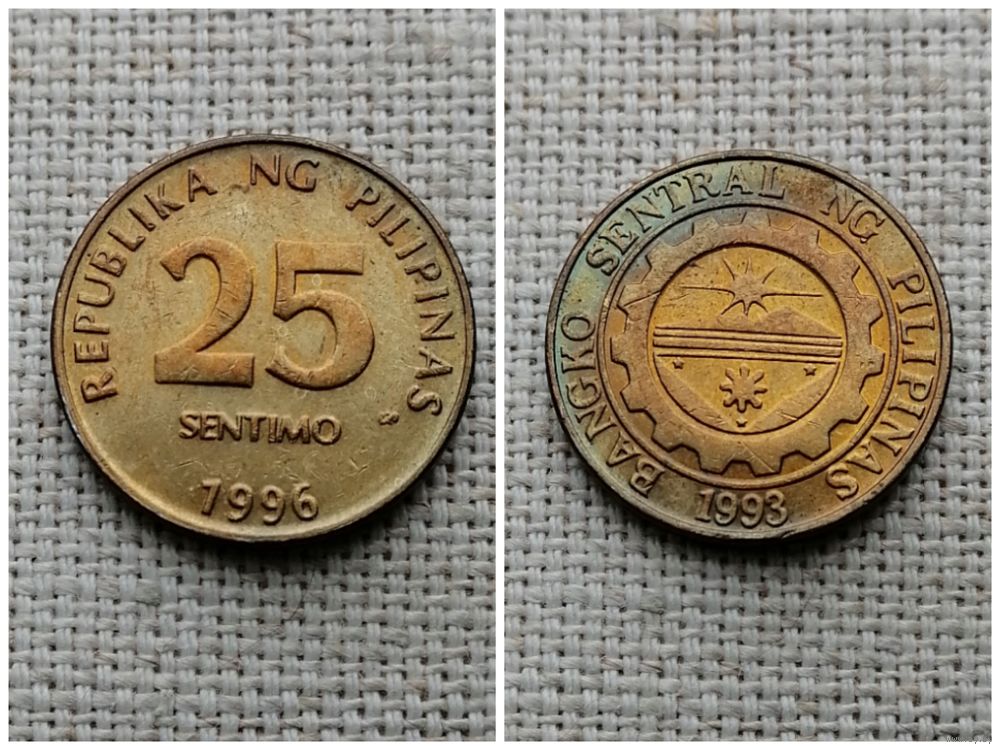 REPUBLIKA NG PILIPINAS
25
SENTIMO
1996
BANGKO SENTRAL NG PILIPINAS
1993